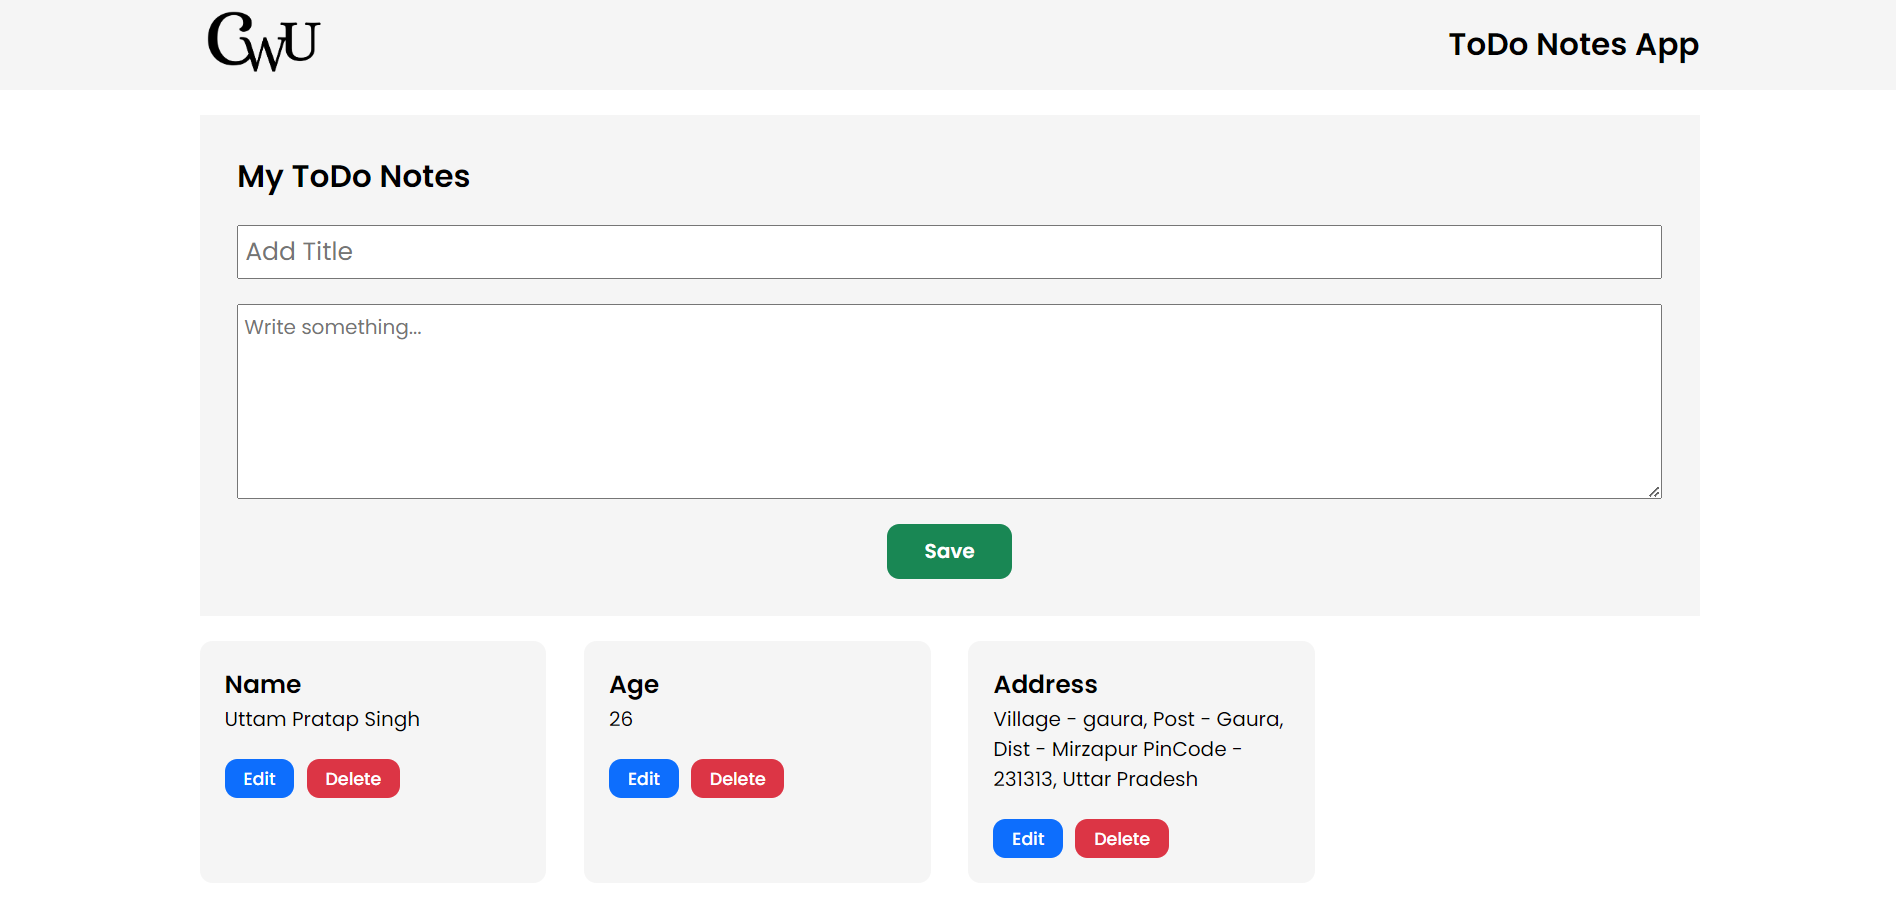 CWU
ToDo Notes App
My ToDo Notes
Add Title
Write something...
Save
Name
Uttam Pratap Singh
Edit Delete
Age
26
Edit Delete
Address
Village - gaura, Post - Gaura,
Dist - Mirzapur PinCode -
231313, Uttar Pradesh
Edit Delete